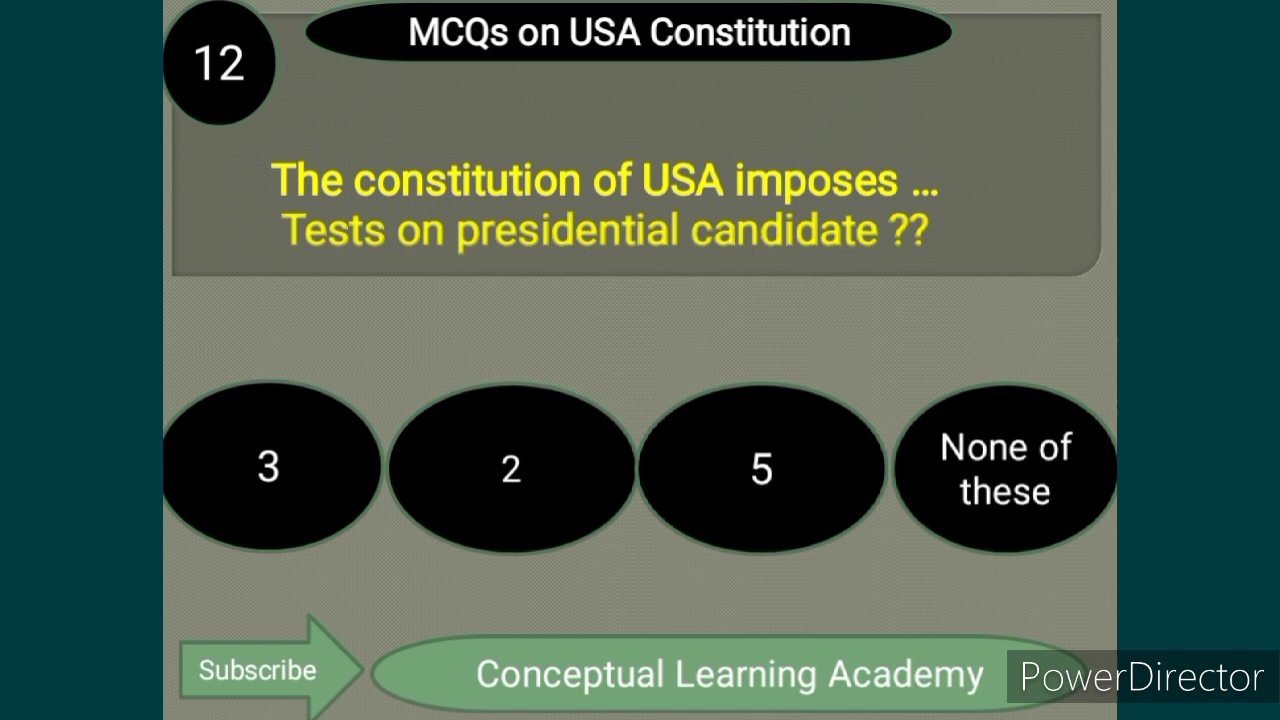 12
MCQs on USA Constitution
The constitution of USA imposes ...
Tests on presidential candidate ??
3
2
5
None of
these
Subscribe
Conceptual Learning Academy
PowerDirector